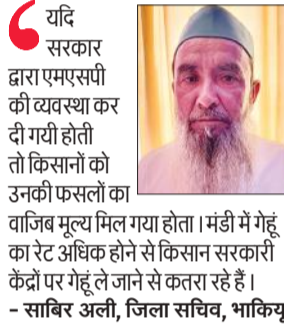 यदि
सरकार
द्वारा एमएसपी
की व्यवस्था कर
दी गयी होती
तो किसानों को
उनकी फसलों का
वाजिब मूल्य मिल गया होता। मंडी में गेहूं
का रेट अधिक होने से किसान सरकारी
केंद्रों पर गेहूं ले जाने से कतरा रहे हैं।
– साबिर अली, जिला सचिव, भाकियू